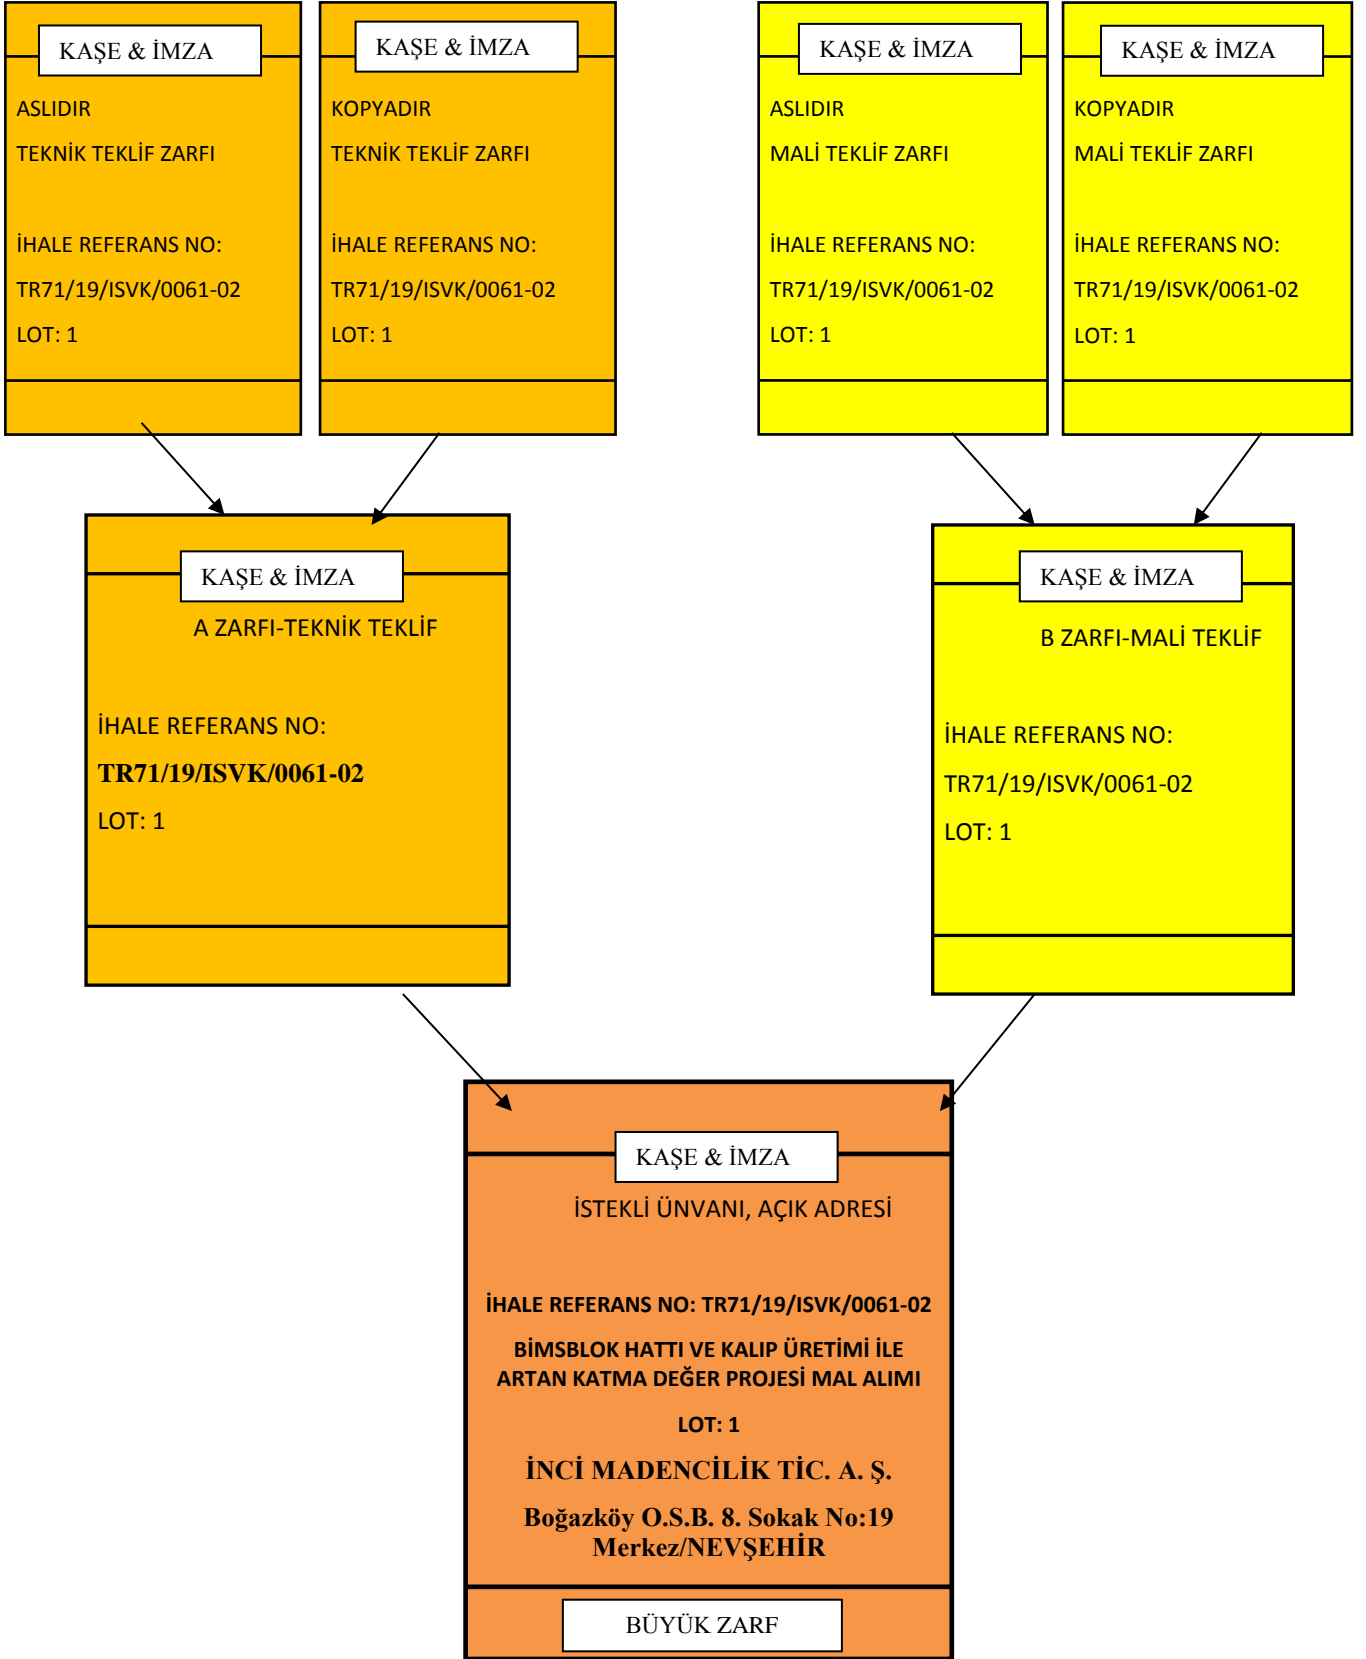 KAŞE & İMZA
ASLIDIR
TEKNİK TEKLİF ZARFI
İHALE REFERANS NO:
TR71/19/ISVK/0061-02
LOT: 1
KAŞE & İMZA
KOPYADIR
TEKNİK TEKLİF ZARFI
İHALE REFERANS NO:
TR71/19/ISVK/0061-02
LOT: 1
KAŞE & İMZA
ASLIDIR
MALİ TEKLİF ZARFI
İHALE REFERANS NO:
TR71/19/ISVK/0061-02
LOT: 1
KAŞE & İMZA
KOPYADIR
MALİ TEKLİF ZARFI
İHALE REFERANS NO:
TR71/19/ISVK/0061-02
LOT: 1
KAŞE & İMZA
A ZARFI-TEKNİK TEKLİF
İHALE REFERANS NO:
TR71/19/ISVK/0061-02
LOT: 1
KAŞE & İMZA
B ZARFI-MALİ TEKLİF
İHALE REFERANS NO:
TR71/19/ISVK/0061-02
LOT: 1
KAŞE & İMZA
İSTEKLİ ÜNVANI, AÇIK ADRESİ
İHALE REFERANS NO: TR71/19/ISVK/0061-02
BİMSBLOK HATTI VE KALIP ÜRETİMİ İLE
ARTAN KATMA DEĞER PROJESİ MAL ALIMI
LOT: 1
İNCİ MADENCİLİK TİC. A. Ş.
Boğazköy O.S.B. 8. Sokak No:19
Merkez/NEVŞEHİR
BÜYÜK ZARF